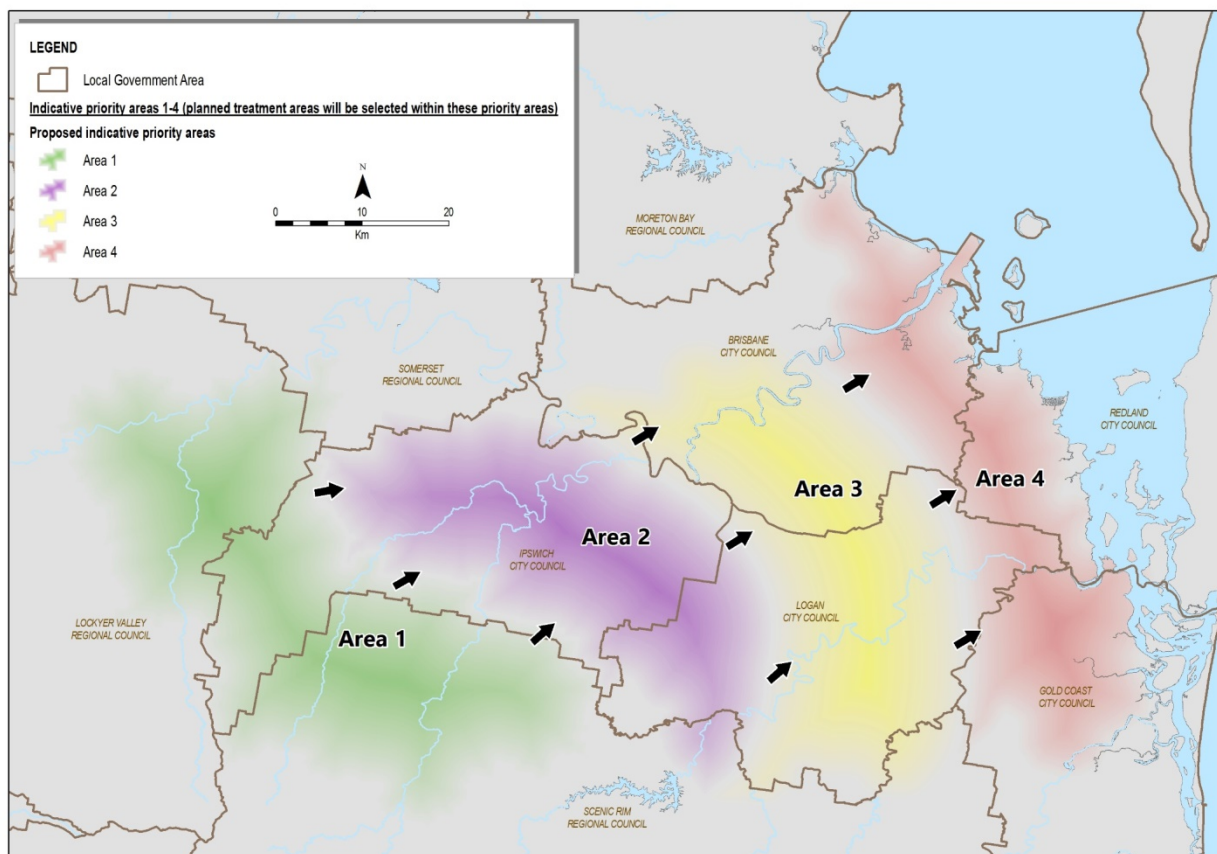 LEGEND
Local Government Area
Indicative priority areas 1-4 (planned treatment areas will be selected within these priority areas)
Proposed indicative priority areas
Area 1
Area 2
Area 3
Area 4
N
0 10 20
Km
MORETON BAY
REGIONAL COUNCIL
SOMERSET
REGIONAL COUNCIL
BRISBANE
CITY COUNCIL
REDLAND
CITY COUNCIL
Area 3
Area 4
Area 2
IPSWICH
CITY COUNCIL
LOCKYER VALLEY
REGIONAL COUNCIL
Area 1
LOGAN
CITY COUNCIL
GOLD COAST
CITY COUNCIL
SCENIC RIM
REGIONAL COUNCIL